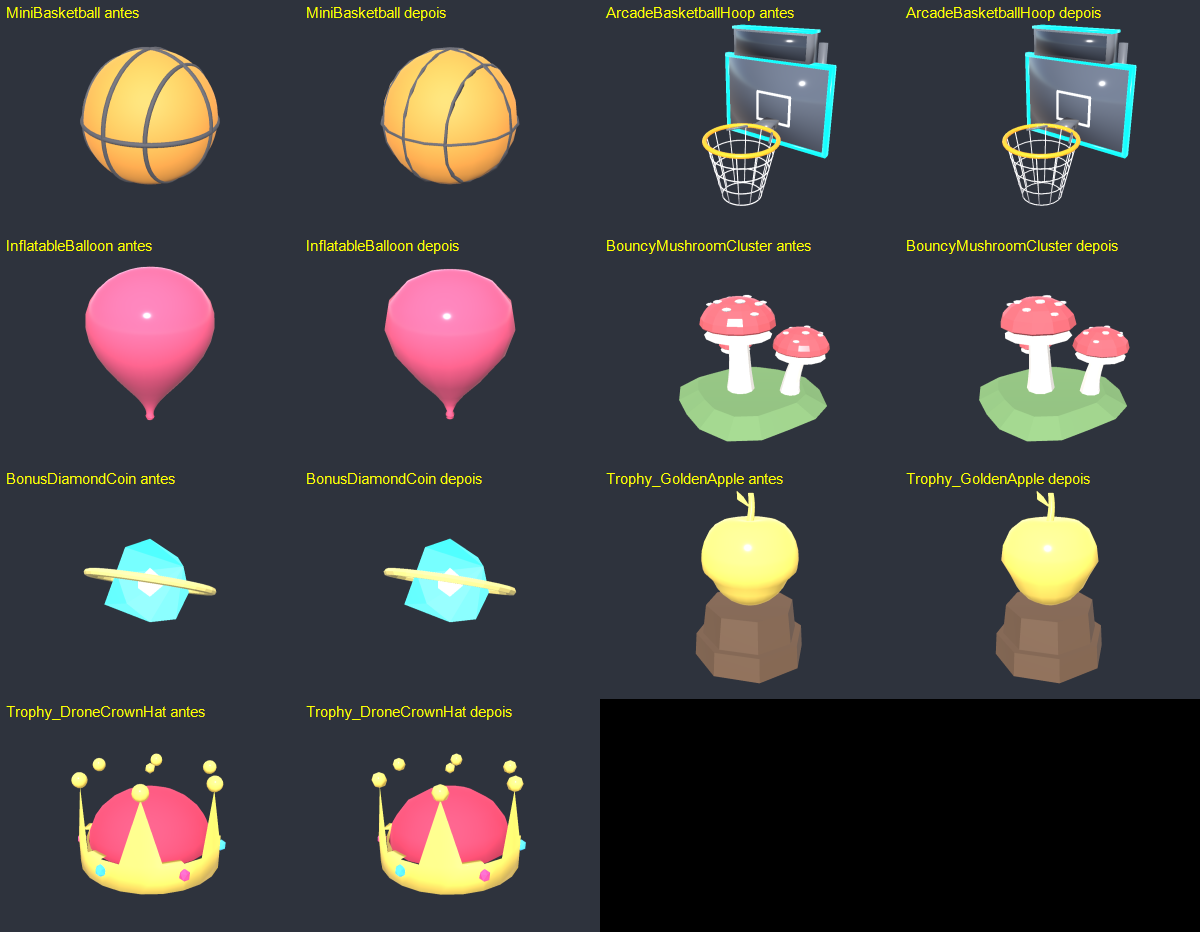 MiniBasketball antes
MiniBasketball depois
ArcadeBasketballHoop antes
ArcadeBasketballHoop depois
InflatableBalloon antes
InflatableBalloon depois
BouncyMushroomCluster antes
BouncyMushroomCluster depois
BonusDiamondCoin antes
BonusDiamondCoin depois
Trophy_GoldenApple antes
Trophy_GoldenApple depois
Trophy_DroneCrownHat antes
Trophy_DroneCrownHat depois